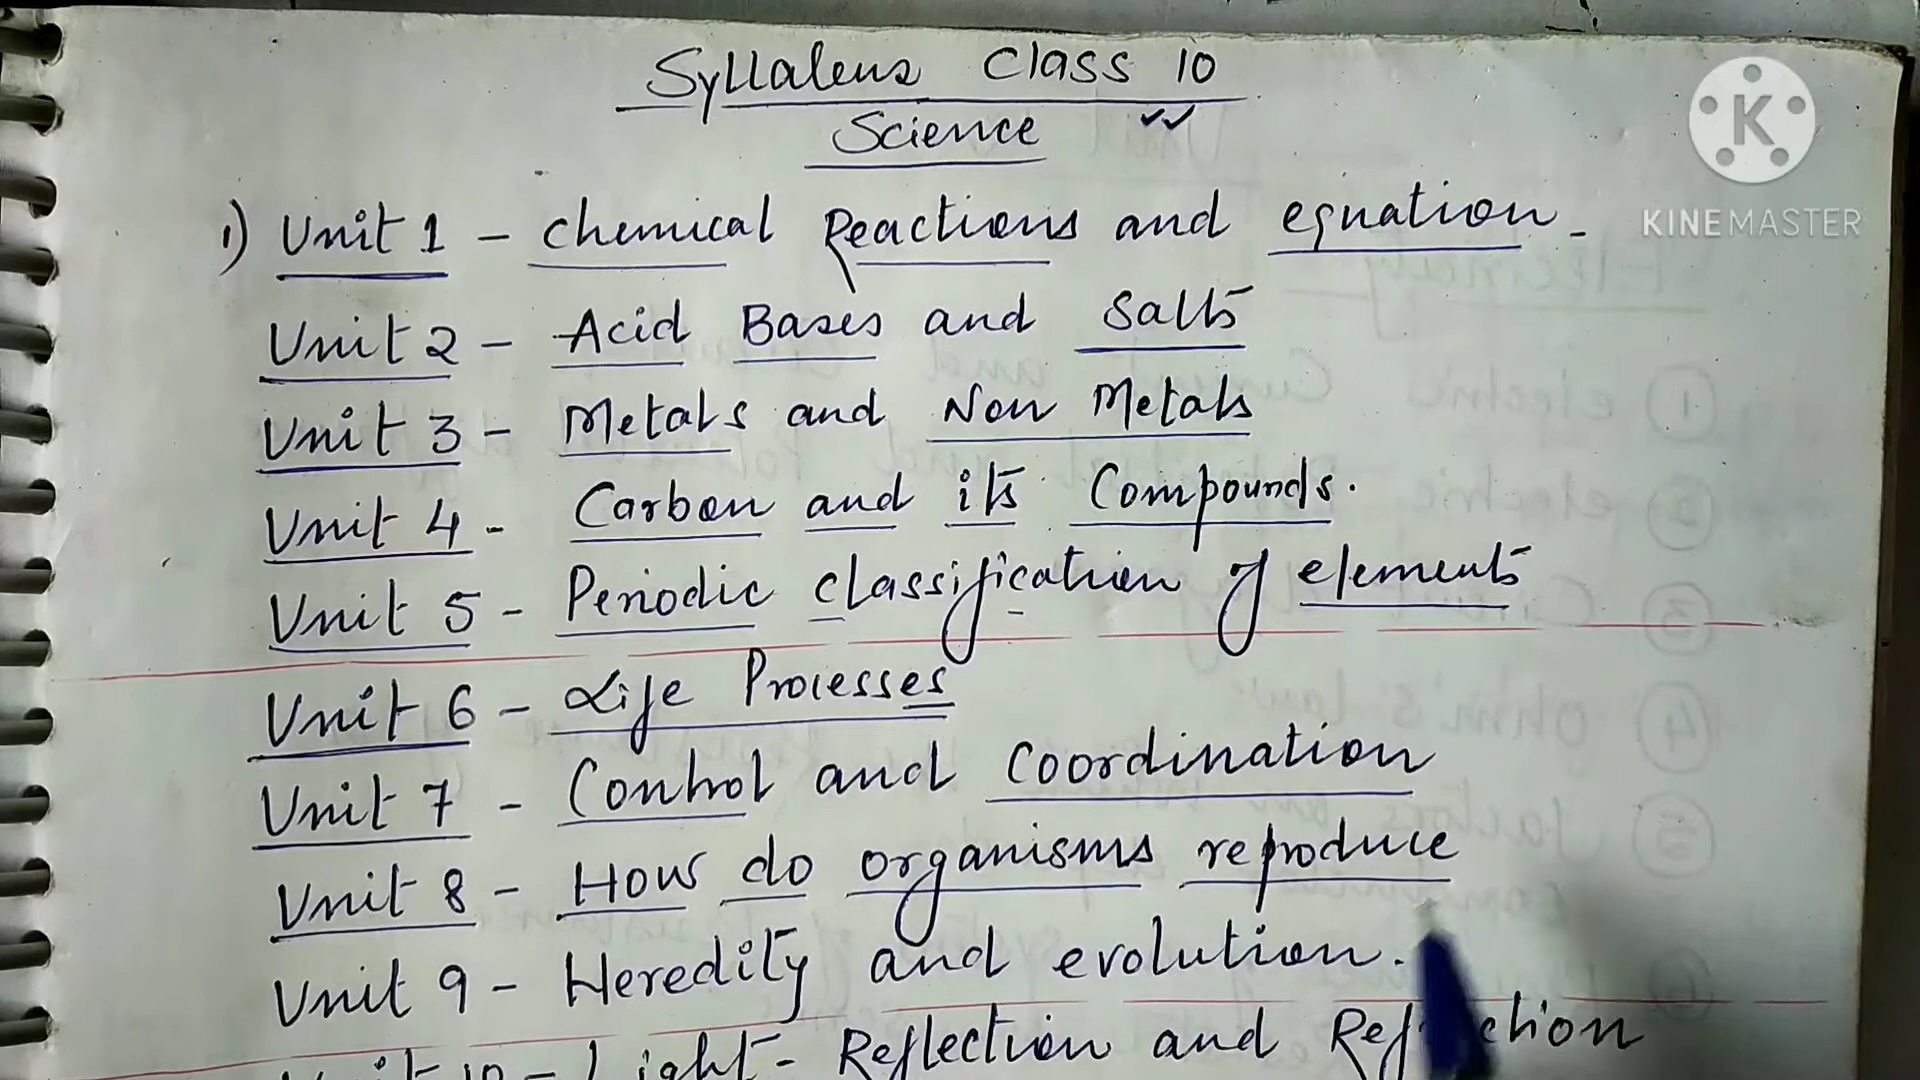 Syllabus Class 10
Science
1) Unit 1 - Chemical Reactions and equation -
Unit 2 - Acid Bases and Salts
Unit 3 - Metals and Non Metals
Unit 4 - Carbon and its Compounds.
Unit 5 - Periodic classification of elements
Unit 6 - Life Processes
Unit 7 - Control and coordination
Unit 8 - How do organisms reproduce
Unit 9 - Heredity and evolution.
Unit 10 - Light - Reflection and
K
KINEMASTER